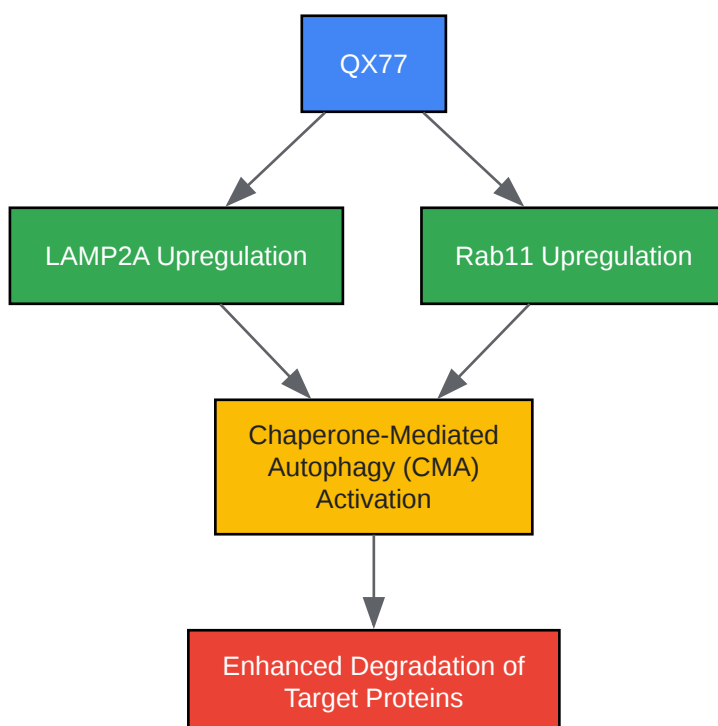 QX77
LAMP2A Upregulation
Rab11 Upregulation
Chaperone-Mediated
Autophagy (CMA)
Activation
Enhanced Degradation of
Target Proteins